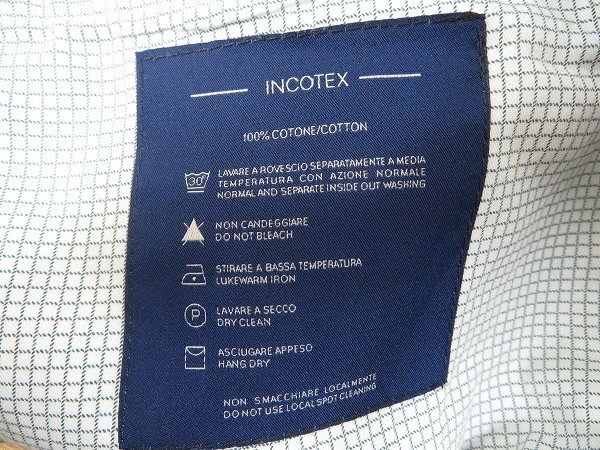 INCOTEX
100% COTONE/COTTON
30°
LAVARE A ROVESCIO SEPARATAMENTE A MEDIA
TEMPERATURA CON AZIONE NORMALE
NORMAL AND SEPARATE INSIDE OUT WASHING
NON CANDEGGIARE
DO NOT BLEACH
STIRARE A BASSA TEMPERATURA
LUKEWARM IRON
P
LAVARE A SECCO
DRY CLEAN
ASCIUGARE APPESO
HANG DRY
NON SMACCHIARE LOCALMENTE
DO NOT USE LOCAL SPOT CLEANING